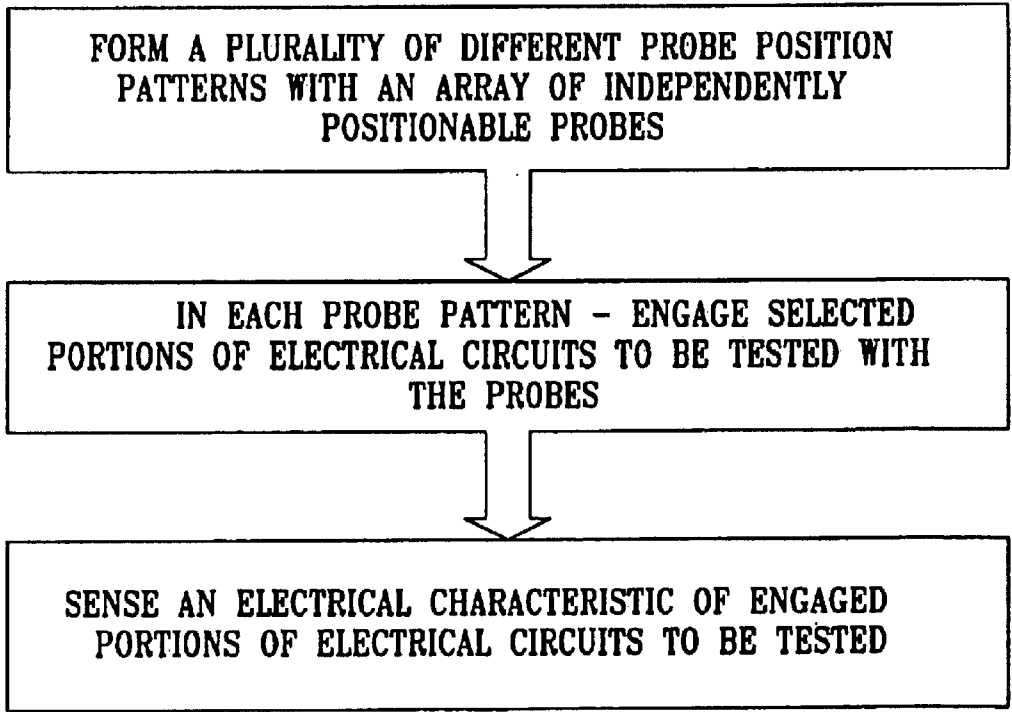 FORM A PLURALITY OF DIFFERENT PROBE POSITION
PATTERNS WITH AN ARRAY OF INDEPENDENTLY
POSITIONABLE PROBES
IN EACH PROBE PATTERN – ENGAGE SELECTED
PORTIONS OF ELECTRICAL CIRCUITS TO BE TESTED WITH
THE PROBES
SENSE AN ELECTRICAL CHARACTERISTIC OF ENGAGED
PORTIONS OF ELECTRICAL CIRCUITS TO BE TESTED